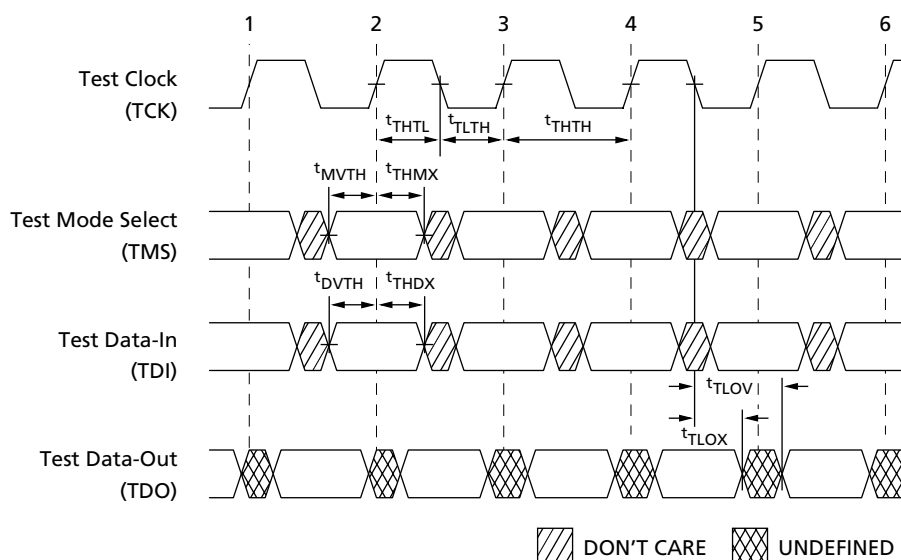 1 2 3 4 5 6
Test Clock
(TCK)
tTHTL tTLTH tTHTH
tMVTH tTHMX
Test Mode Select
(TMS)
tDVTH tTHDX
Test Data-In
(TDI)
tTLOV
tTLOX
Test Data-Out
(TDO)
DON'T CARE UNDEFINED